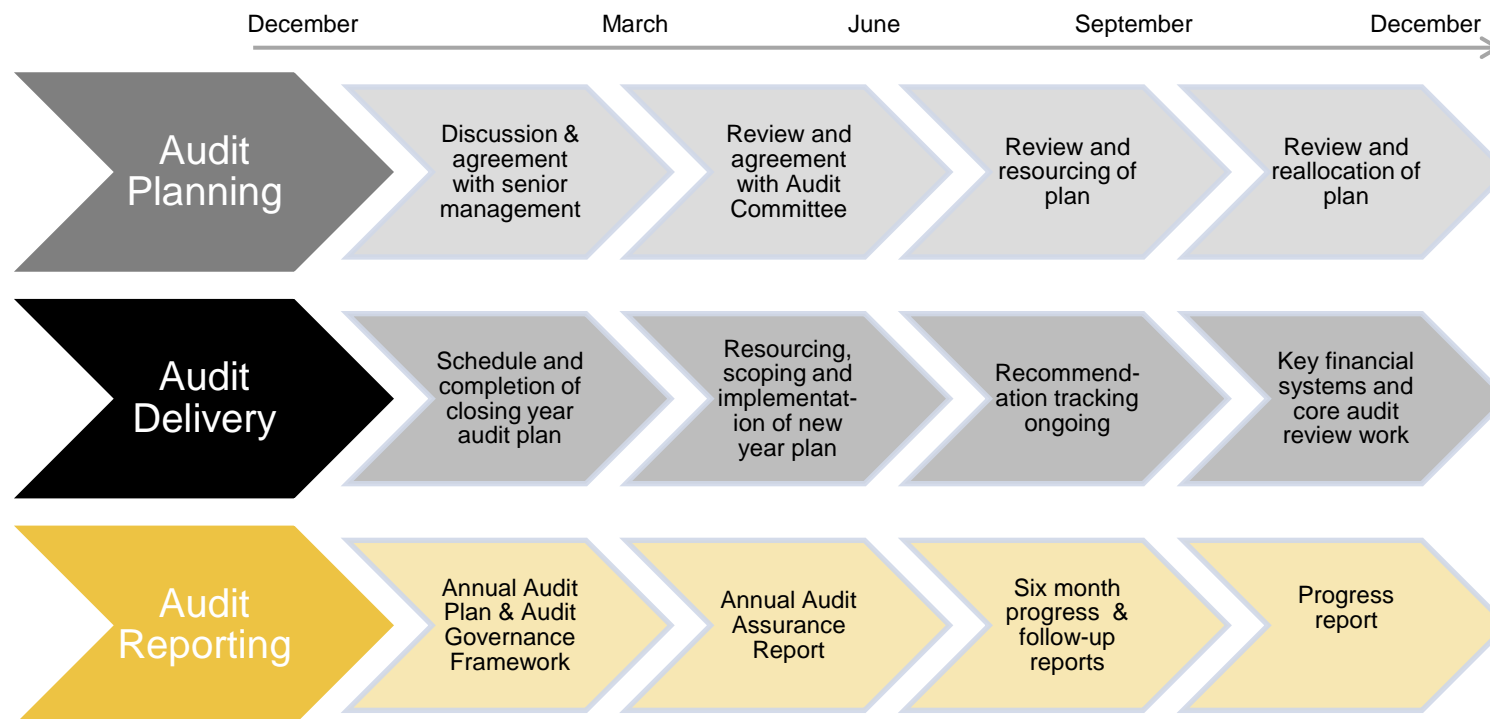 December March June September December
Audit
Planning
Discussion &
agreement
with senior
management
Review and
agreement
with Audit
Committee
Review and
resourcing of
plan
Review and
reallocation of
plan
Audit
Delivery
Schedule and
completion of
closing year
audit plan
Resourcing,
scoping and
implementat-
ion of new
year plan
Recommend-
ation tracking
ongoing
Key financial
systems and
core audit
review work
Audit
Reporting
Annual Audit
Plan & Audit
Governance
Framework
Annual Audit
Assurance
Report
Six month
progress  &
follow-up
reports
Progress
report